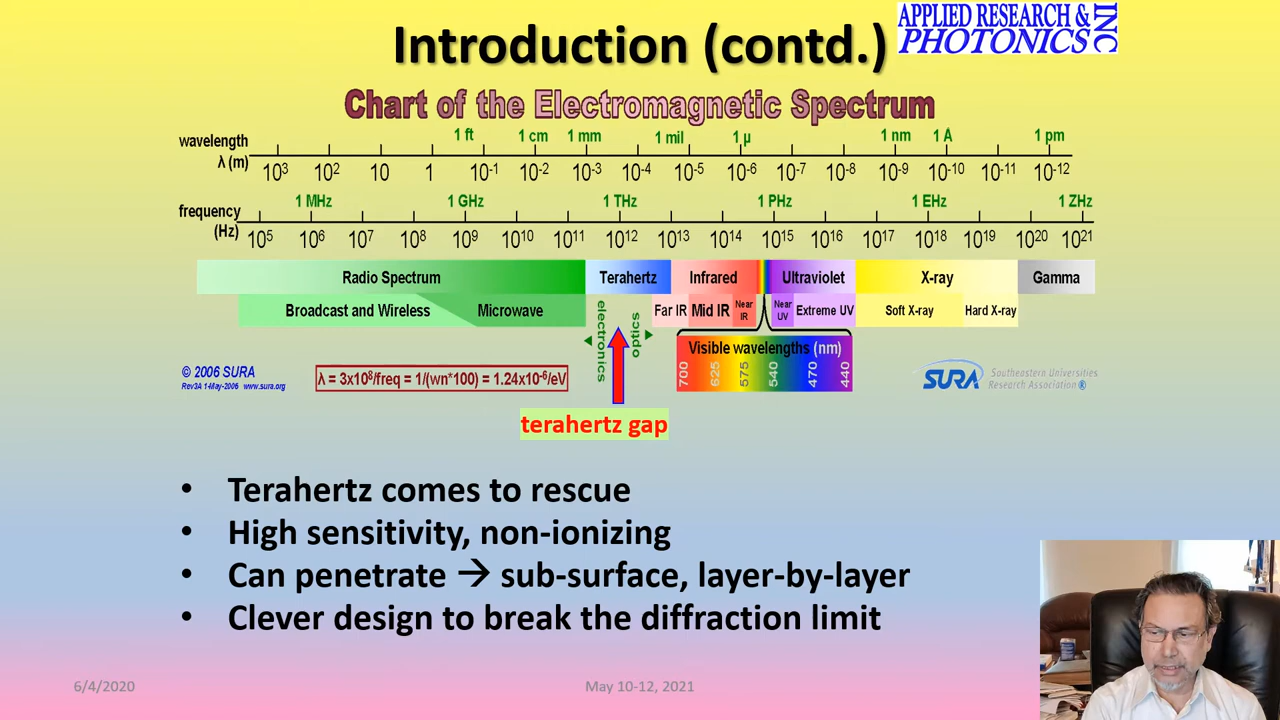 Introduction (contd.)
APPLIED RESEARCH &
PHOTONICS
INC
Chart of the Electromagnetic Spectrum
1 ft 1 cm 1 mm 1 mil 1 µ 1 nm 1 Å 1 pm
wavelength
λ (m)
10³ 10² 10 1 10⁻¹ 10⁻² 10⁻³ 10⁻⁴ 10⁻⁵ 10⁻⁶ 10⁻⁷ 10⁻⁸ 10⁻⁹ 10⁻¹⁰ 10⁻¹¹ 10⁻¹²
1 MHz 1 GHz 1 THz 1 PHz 1 EHz 1 ZHz
frequency
(Hz)
10⁵ 10⁶ 10⁷ 10⁸ 10⁹ 10¹⁰ 10¹¹ 10¹² 10¹³ 10¹⁴ 10¹⁵ 10¹⁶ 10¹⁷ 10¹⁸ 10¹⁹ 10²⁰ 10²¹
Radio Spectrum Terahertz Infrared Ultraviolet X-ray Gamma
Broadcast and Wireless Microwave
electronics
optics
Far IR Mid IR Near IR
Near UV Extreme UV
Soft X-ray Hard X-ray
Visible wavelengths (nm)
700 625 575 540 470 440
© 2006 SURA
Rev3A 1-May-2006 www.sura.org
λ = 3x10⁸/freq = 1/(wn*100) = 1.24x10⁻⁶/eV
SURA
Southeastern Universities
Research Association ®
terahertz gap
• Terahertz comes to rescue
• High sensitivity, non-ionizing
• Can penetrate → sub-surface, layer-by-layer
• Clever design to break the diffraction limit
6/4/2020
May 10-12, 2021